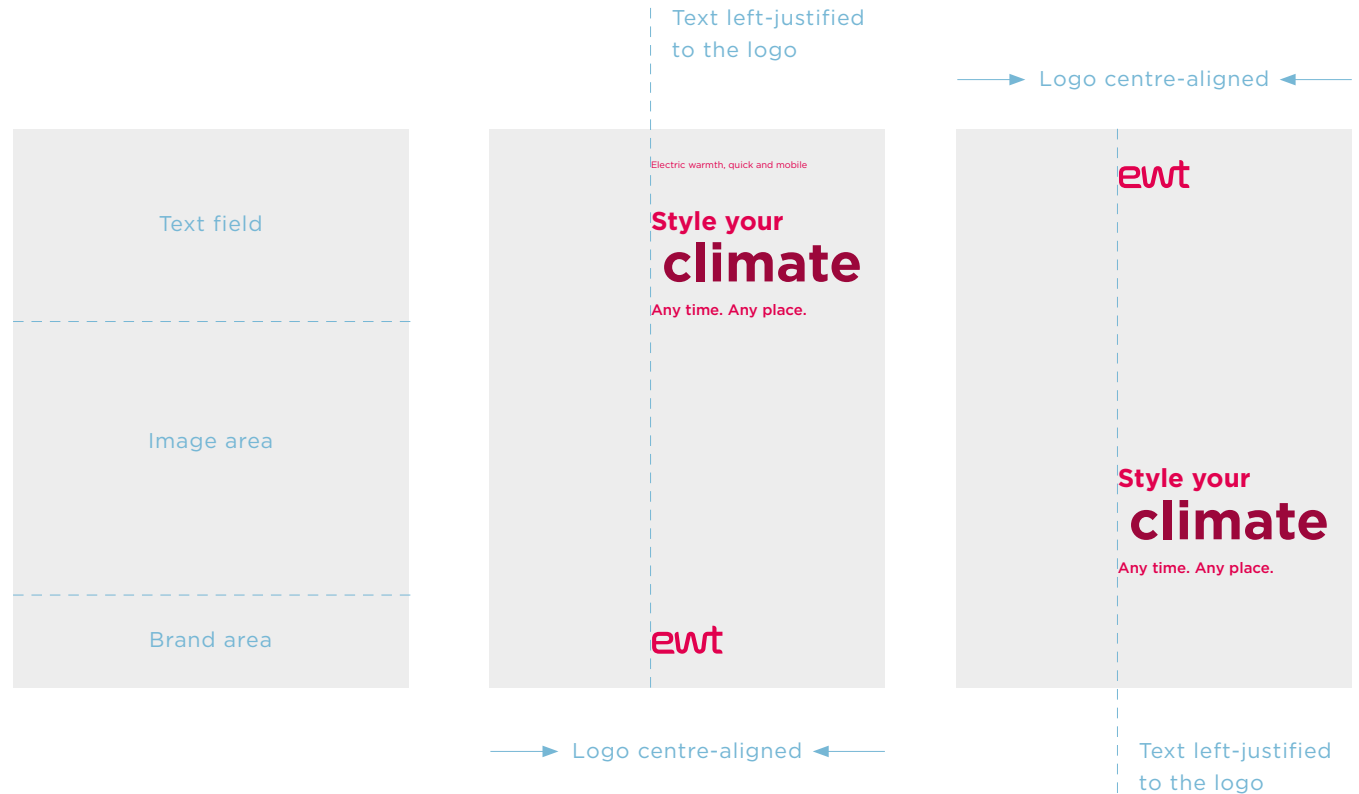 Text left-justified
to the logo
Logo centre-aligned
Text field
Image area
Brand area
Electric warmth, quick and mobile
Style your
climate
Any time. Any place.
ewt
Logo centre-aligned
ewt
Style your
climate
Any time. Any place.
Text left-justified
to the logo